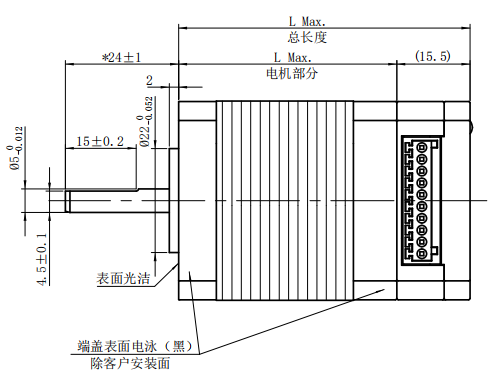 L Max.
总长度
*24±1
L Max.
(15.5)
电机部分
2
15±0.2
Ø22 0 -0.052
Ø5 0 -0.012
4.5±0.1
表面光洁
端盖表面电泳（黑）
除客户安装面